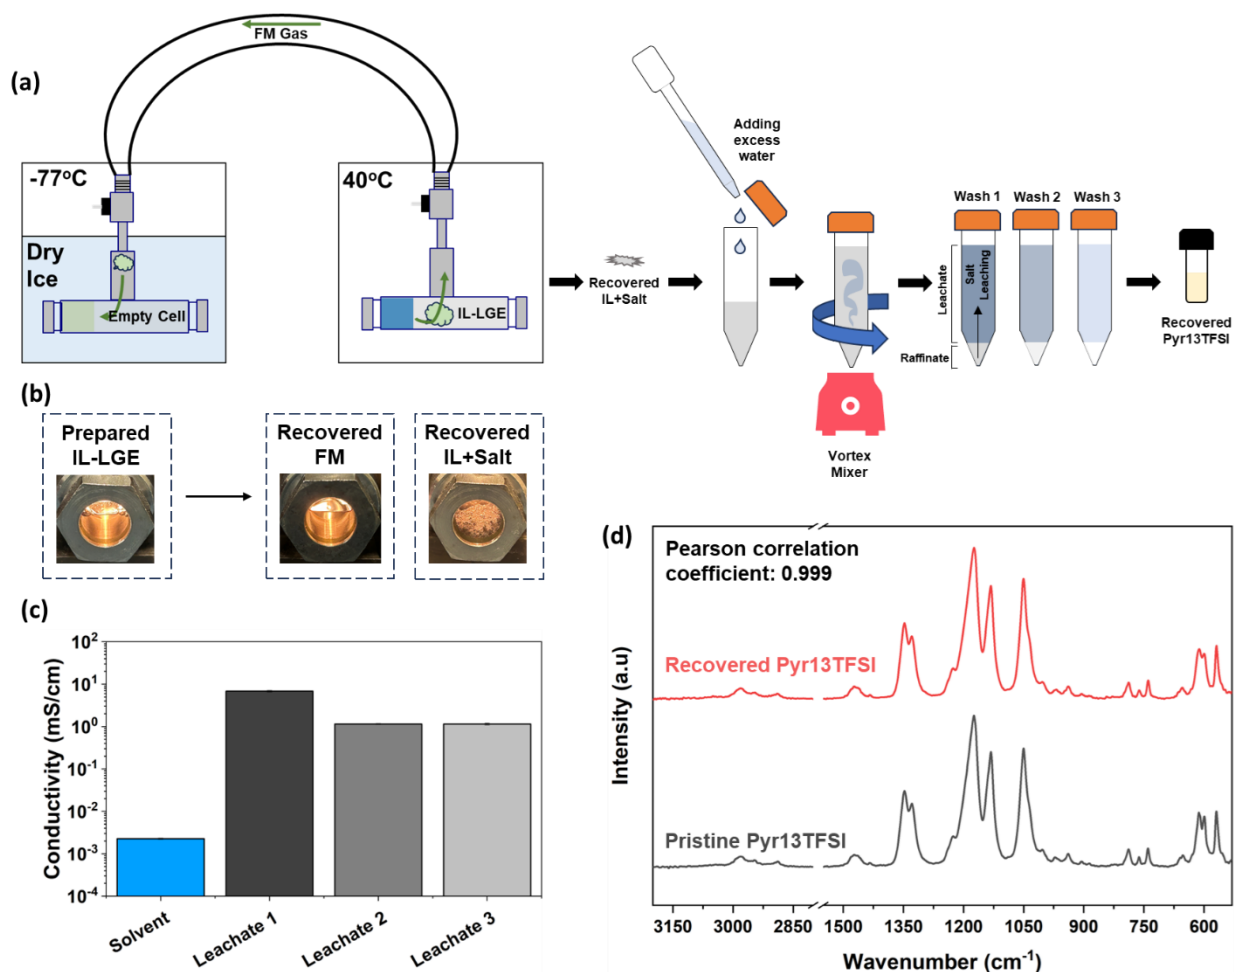 (a)
FM Gas
-77°C
Dry
Ice
Empty Cell
40°C
IL-LGE
Recovered
IL+Salt
Adding
excess
water
Vortex
Mixer
Wash 1
Wash 2
Wash 3
Leachate
Salt
Leaching
Raffinate
Recovered
Pyr13TFSI
(b)
Prepared
IL-LGE
Recovered
FM
Recovered
IL+Salt
(c)
Conductivity (mS/cm)
10²
10¹
10⁰
10⁻¹
10⁻²
10⁻³
10⁻⁴
Solvent
Leachate 1
Leachate 2
Leachate 3
(d)
Pearson correlation
coefficient: 0.999
Recovered Pyr13TFSI
Pristine Pyr13TFSI
Intensity (a.u)
3150 3000 2850 1500 1350 1200 1050 900 750 600
Wavenumber (cm⁻¹)